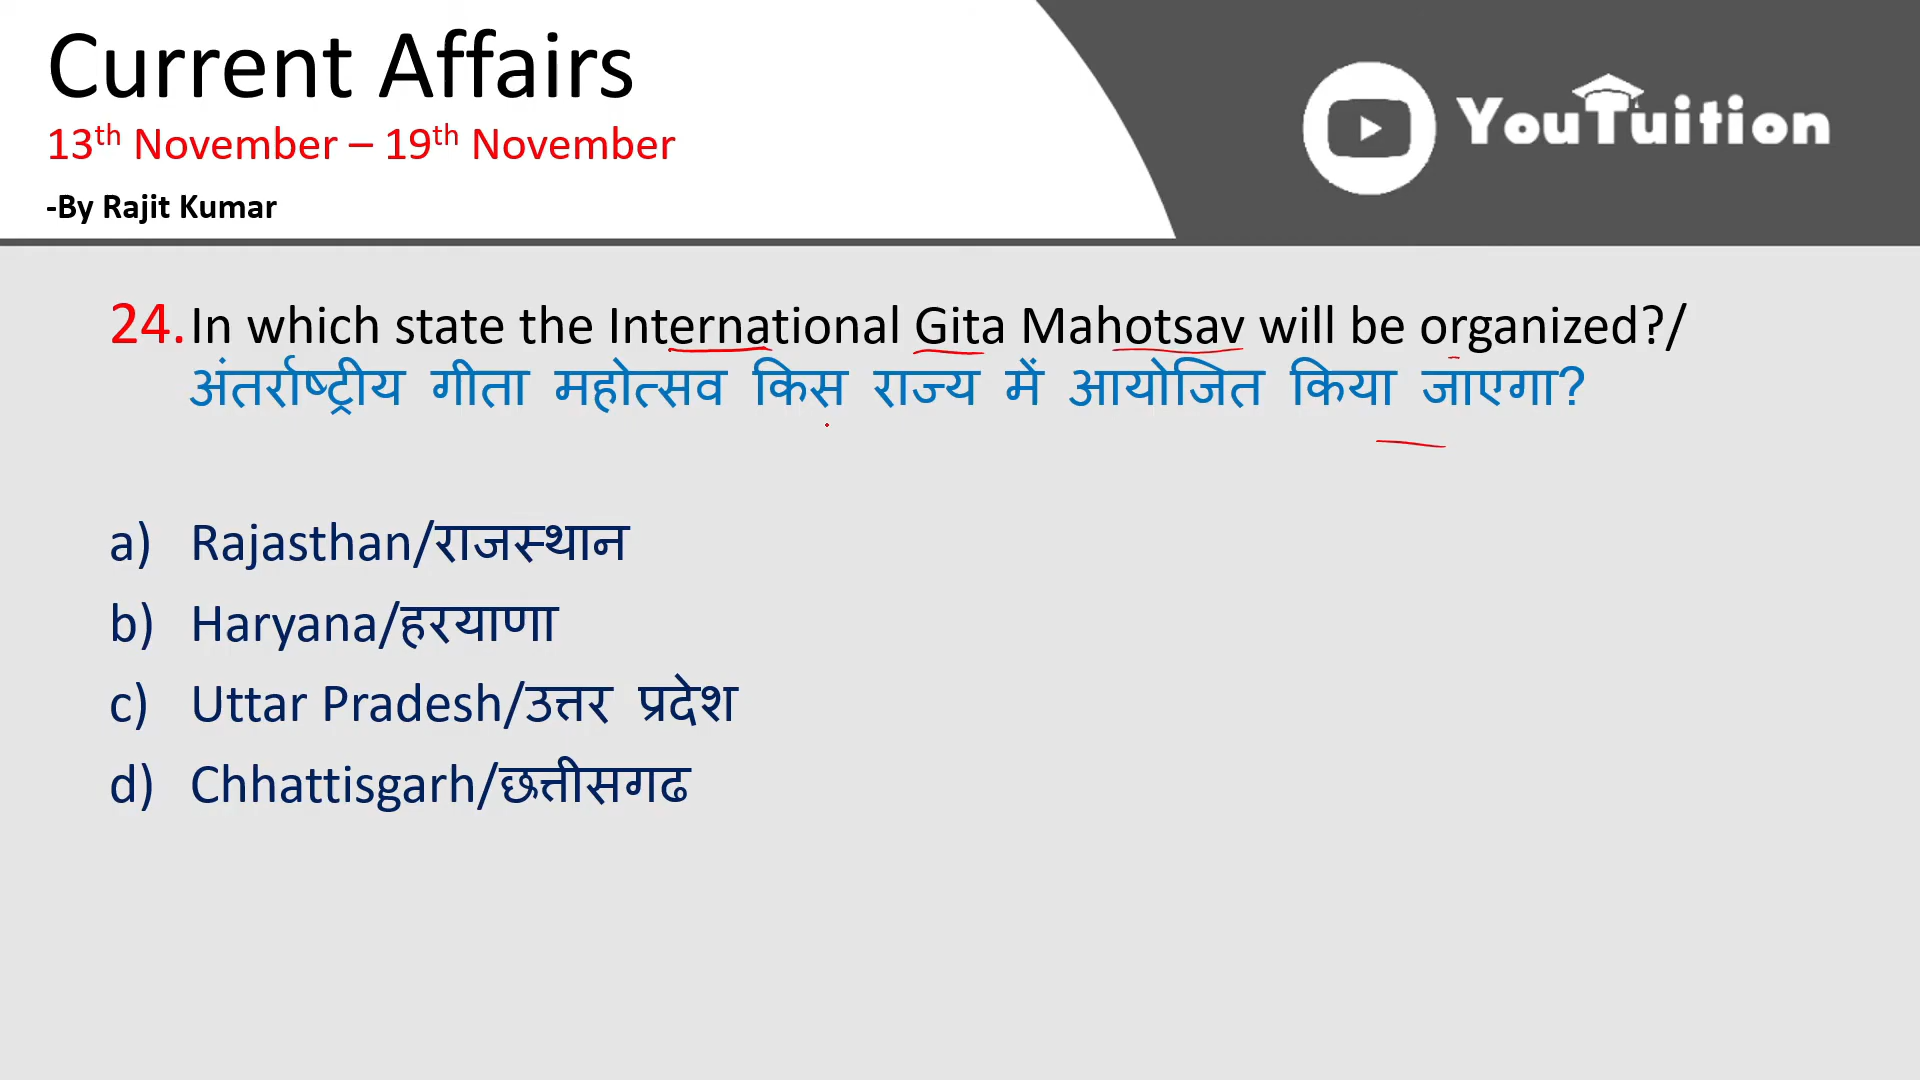 Current Affairs
13th November – 19th November
-By Rajit Kumar
YouTuition
24. In which state the International Gita Mahotsav will be organized?/
अंतर्राष्ट्रीय गीता महोत्सव किस राज्य में आयोजित किया जाएगा?
a) Rajasthan/राजस्थान
b) Haryana/हरयाणा
c) Uttar Pradesh/उत्तर प्रदेश
d) Chhattisgarh/छत्तीसगढ